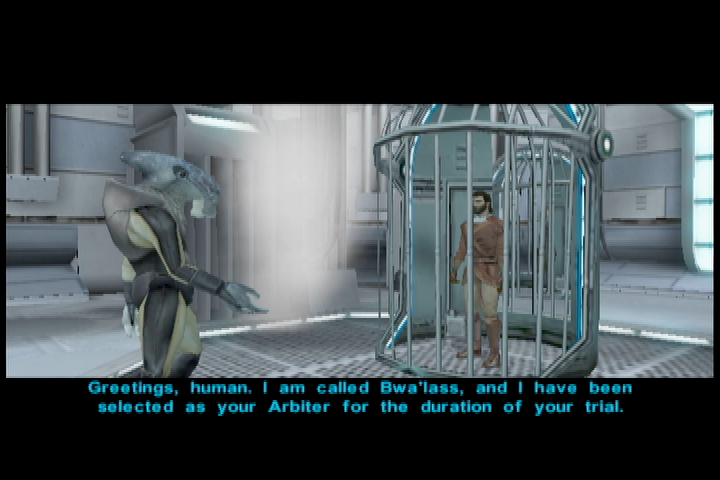 Greetings, human. I am called Bwa'lass, and I have been
selected as your Arbiter for the duration of your trial.